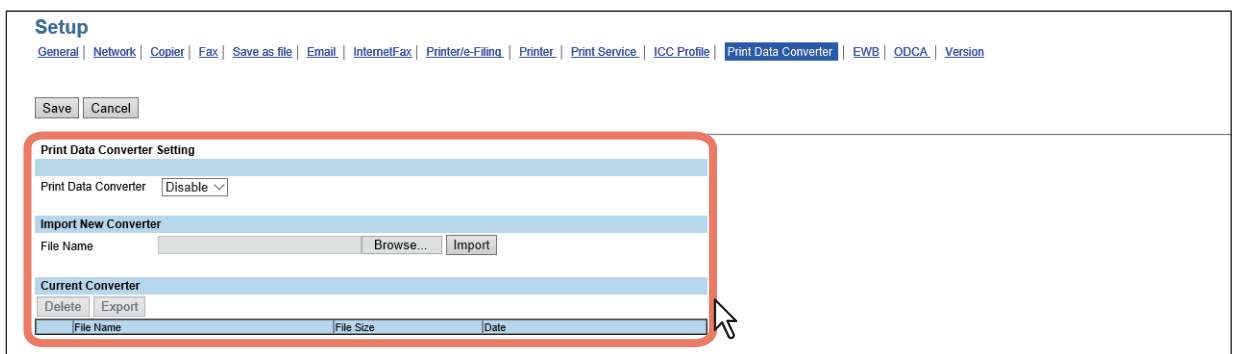 Setup
General | Network | Copier | Fax | Save as file | Email | InternetFax | Printer/e-Filing | Printer | Print Service | ICC Profile | Print Data Converter | EWB | ODCA | Version
Save Cancel
Print Data Converter Setting
Print Data Converter Disable
Import New Converter
File Name Browse... Import
Current Converter
Delete Export
File Name File Size Date